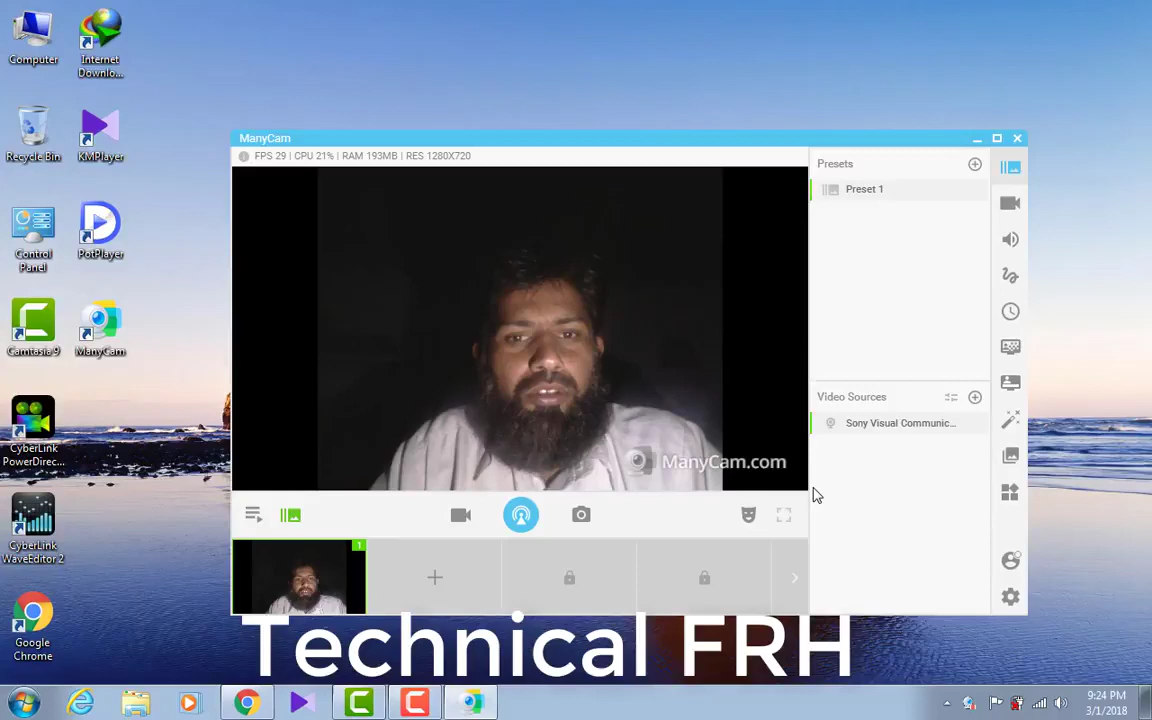 Computer
Internet
Downlo...
Recycle Bin
KMPlayer
Control
Panel
PotPlayer
Camtasia 9
ManyCam
CyberLink
PowerDirec...
CyberLink
WaveEditor 2
Google
Chrome
ManyCam
FPS 29 | CPU 21% | RAM 193MB | RES 1280X720
Presets
Preset 1
Video Sources
Sony Visual Communic...
ManyCam.com
1
Technical FRH
9:24 PM
3/1/2018